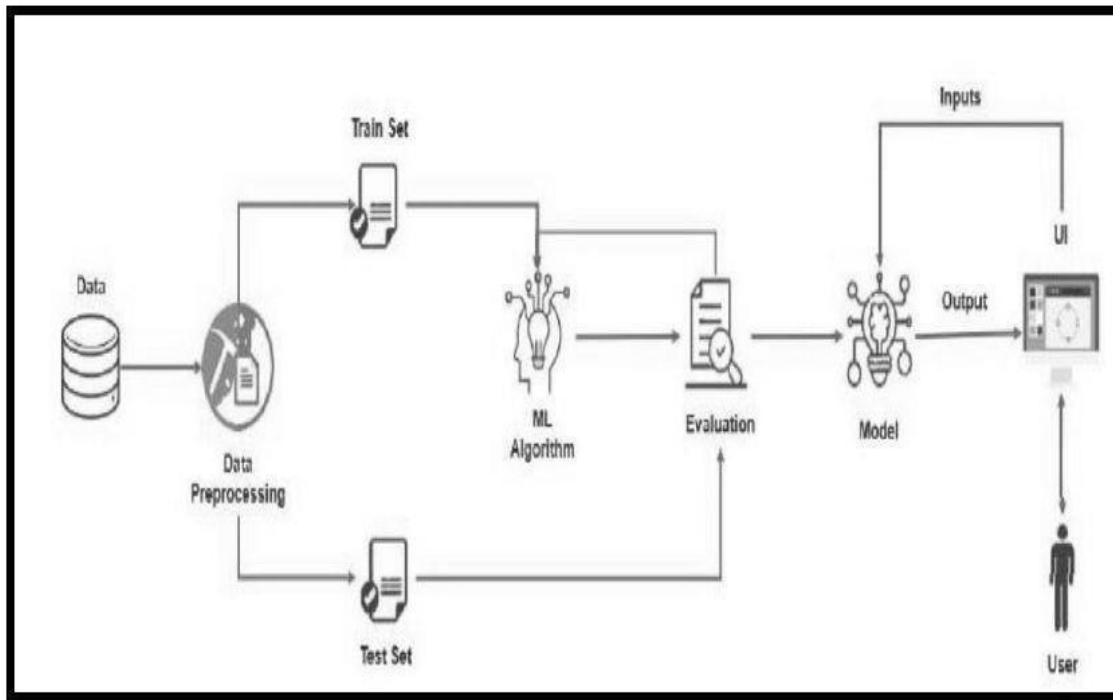 Inputs
Train Set
UI
Data
Output
ML
Algorithm
Evaluation
Model
Data
Preprocessing
Test Set
User